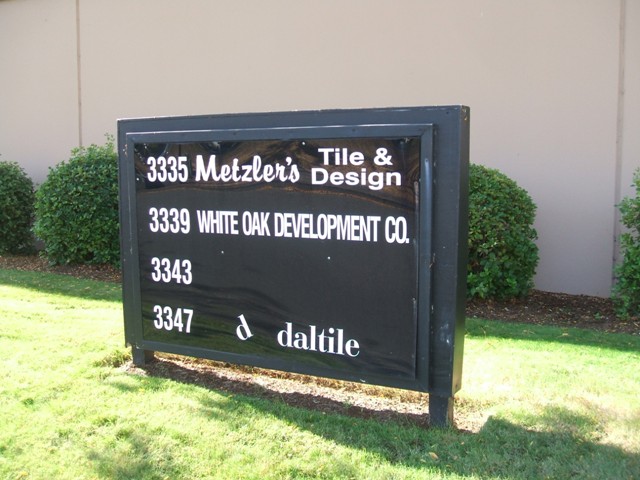 3335 Metzler's Tile & Design
3339 WHITE OAK DEVELOPMENT CO.
3343
3347 d daltile